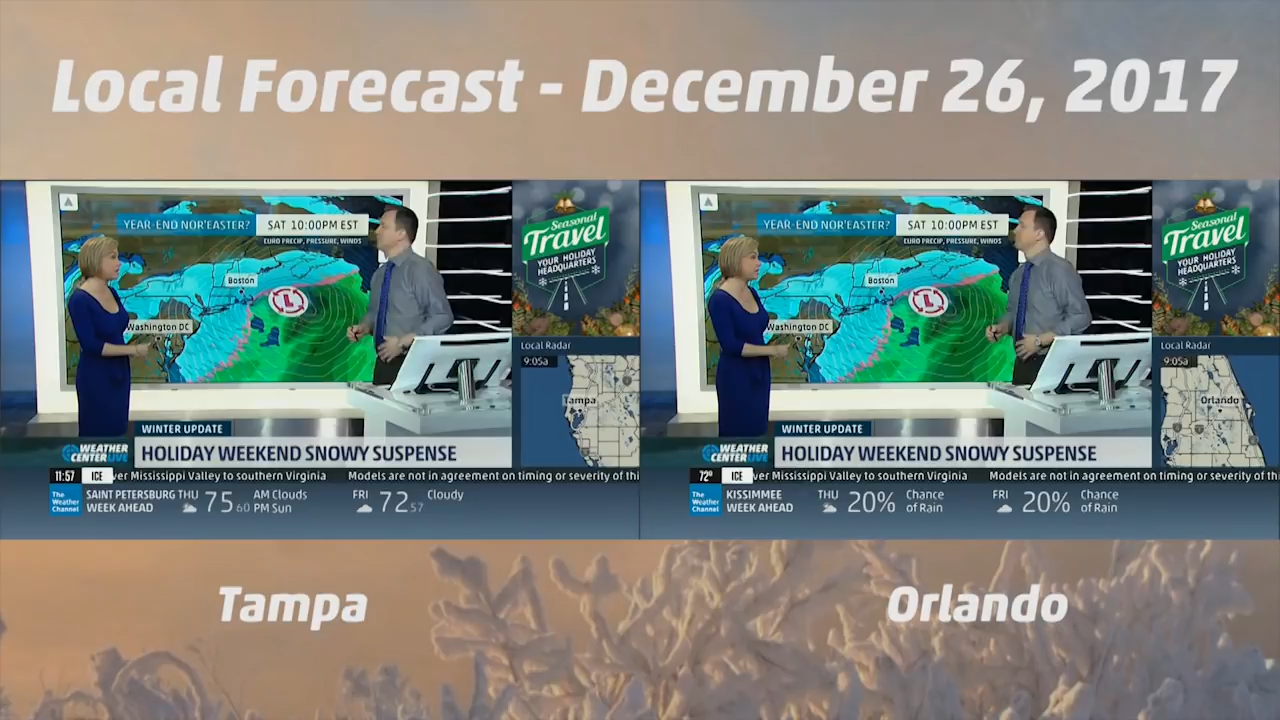 Local Forecast - December 26, 2017
YEAR-END NOR'EASTER?
SAT 10:00PM EST
EURO PRECIP, PRESSURE, WINDS
Boston
L
Washington DC
Seasonal
Travel
YOUR HOLIDAY
HEADQUARTERS
Local Radar
9:05a
Tampa
WINTER UPDATE
WEATHER
CENTER LIVE
HOLIDAY WEEKEND SNOWY SUSPENSE
11:57
ICE
ver Mississippi Valley to southern Virginia Models are not in agreement on timing or severity of thi
The
Weather
Channel
SAINT PETERSBURG
WEEK AHEAD
THU
75
60
AM Clouds
PM Sun
FRI
72
57
Cloudy
YEAR-END NOR'EASTER?
SAT 10:00PM EST
EURO PRECIP, PRESSURE, WINDS
Boston
L
Washington DC
Seasonal
Travel
YOUR HOLIDAY
HEADQUARTERS
Local Radar
9:05a
Orlando
WINTER UPDATE
WEATHER
CENTER LIVE
HOLIDAY WEEKEND SNOWY SUSPENSE
72°
ICE
ver Mississippi Valley to southern Virginia Models are not in agreement on timing or severity of th
The
Weather
Channel
KISSIMMEE
WEEK AHEAD
THU
20%
Chance
of Rain
FRI
20%
Chance
of Rain
Tampa
Orlando